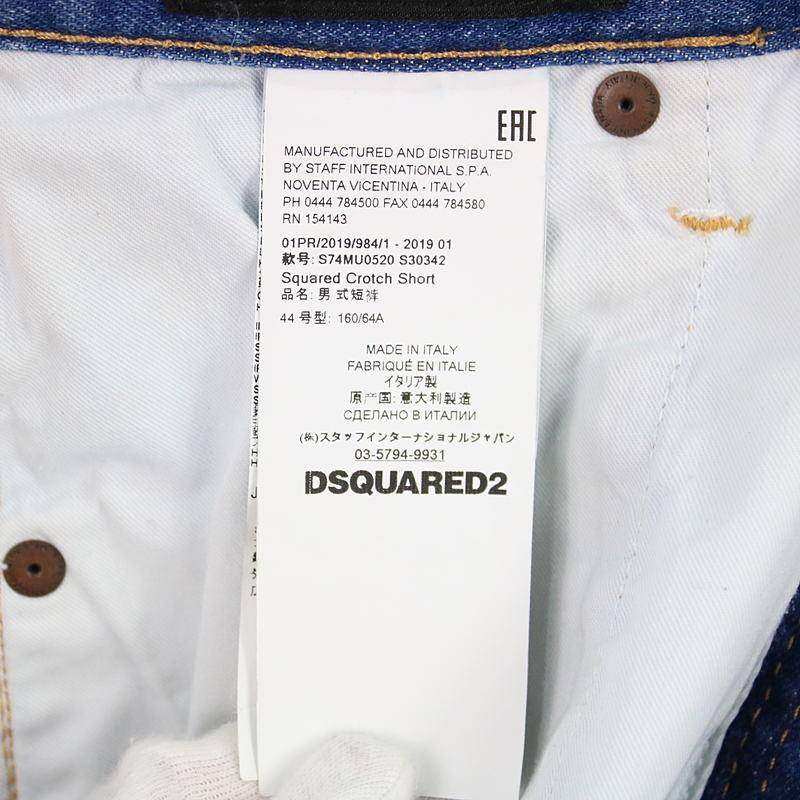 EAC
MANUFACTURED AND DISTRIBUTED
BY STAFF INTERNATIONAL S.P.A.
NOVENTA VICENTINA - ITALY
PH 0444 784500 FAX 0444 784580
RN 154143
01PR/2019/984/1 - 2019 01
款号: S74MU0520 S30342
Squared Crotch Short
品名: 男 式短裤
44 号型: 160/64A
MADE IN ITALY
FABRIQUÉ EN ITALIE
イタリア製
原产国: 意大利製造
СДЕЛАНО В ИТАЛИИ
(株)スタッフインターナショナルジャパン
03-5794-9931
DSQUARED2